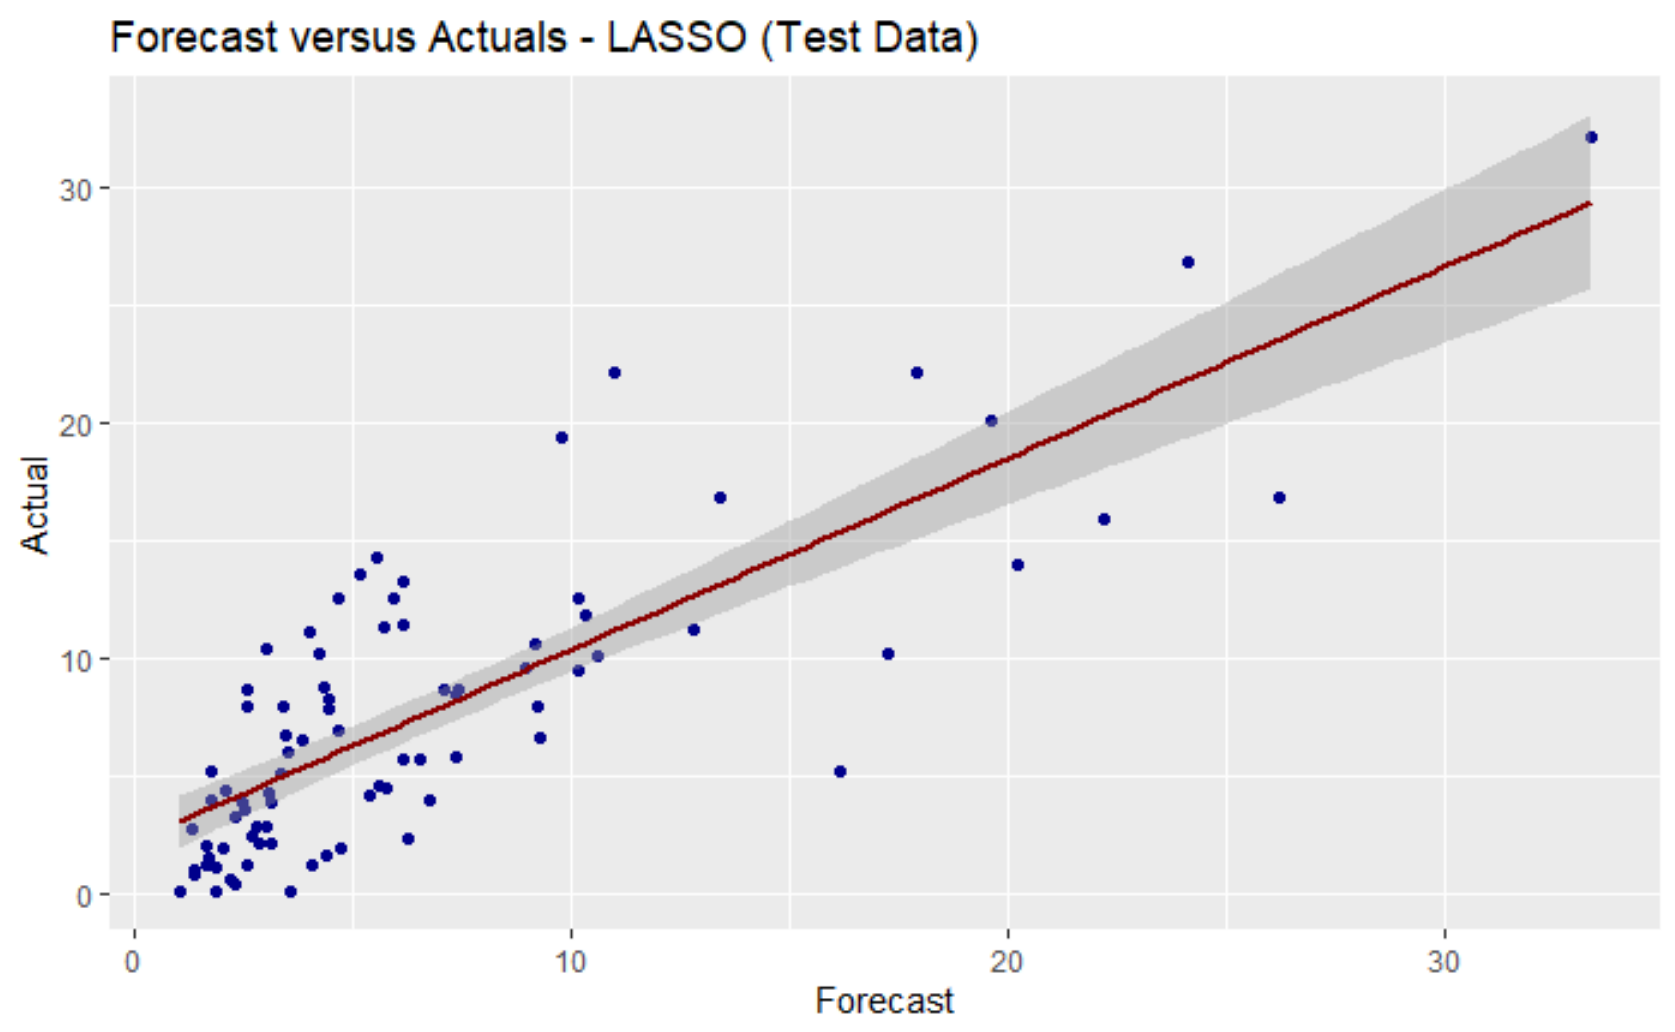 Forecast versus Actuals - LASSO (Test Data)
Actual
30
20
10
0
0 10 20 30
Forecast